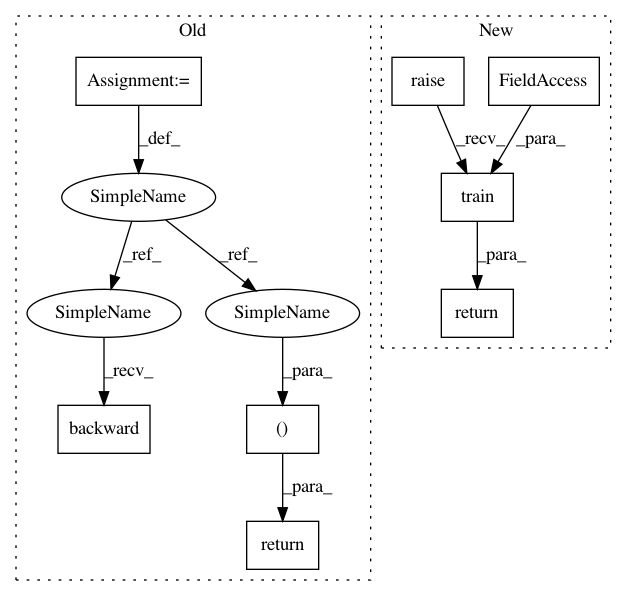 Old
New
Assignment:=
raise
FieldAccess
_def_
_recv_
_para_
SimpleName
train
_ref_
_ref_
_para_
SimpleName
SimpleName
return
_recv_
_para_
backward
()
_para_
return